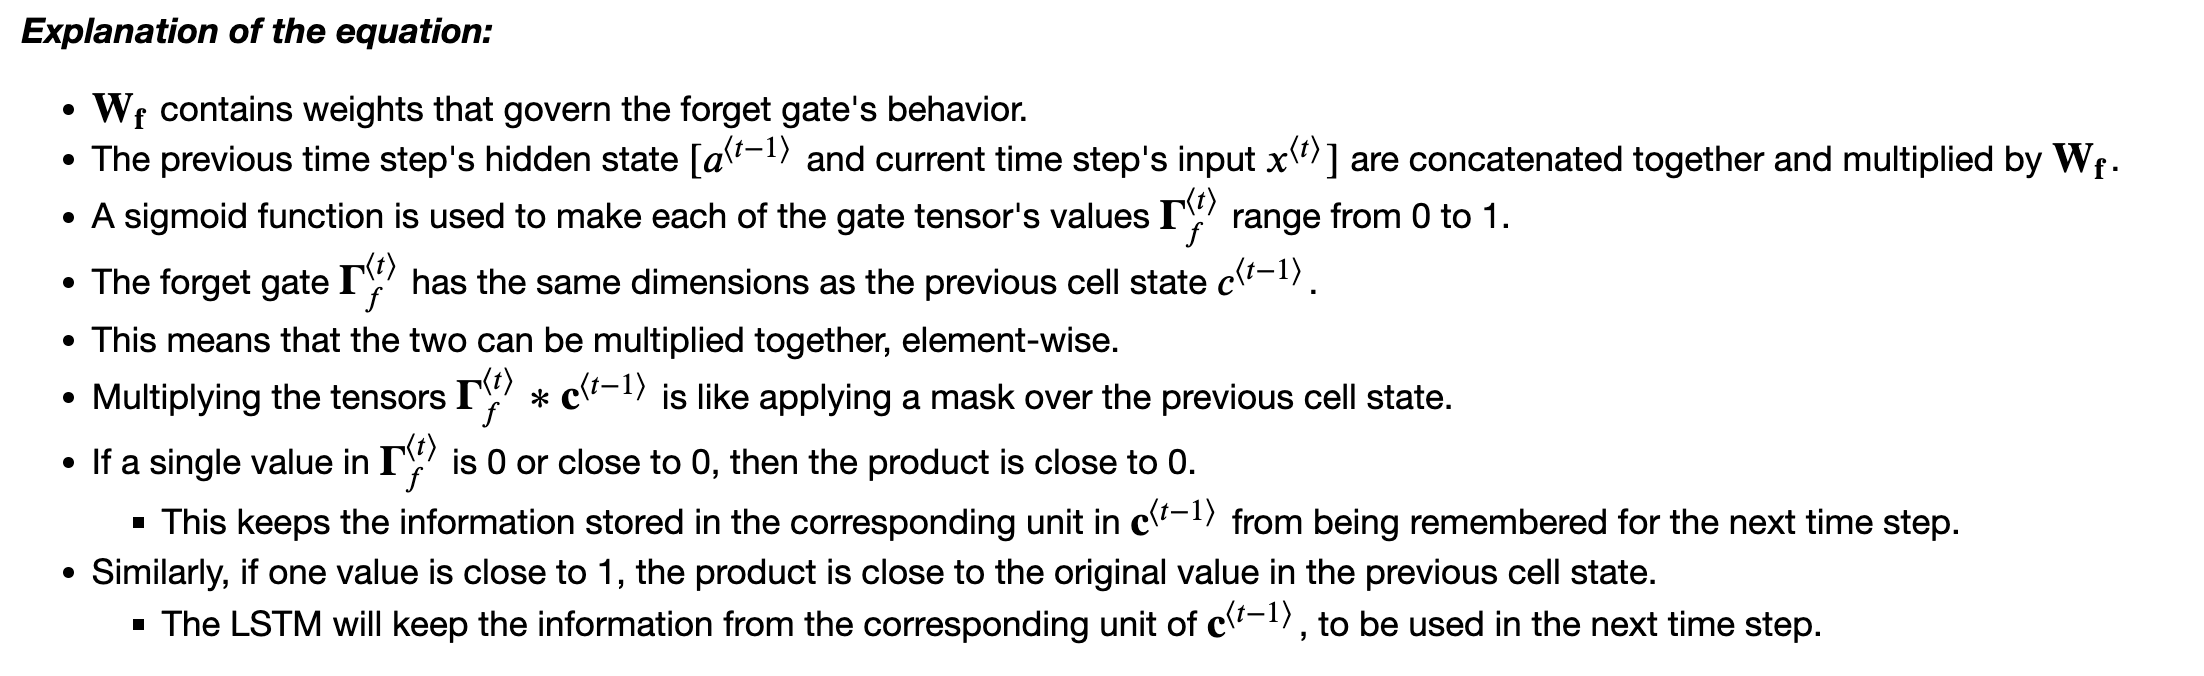 Explanation of the equation:
• $\mathbf{W_f}$ contains weights that govern the forget gate's behavior.
• The previous time step's hidden state $[a^{\langle t-1 \rangle}$ and current time step's input $x^{\langle t \rangle}]$ are concatenated together and multiplied by $\mathbf{W_f}$.
• A sigmoid function is used to make each of the gate tensor's values $\mathbf{\Gamma}_f^{\langle t \rangle}$ range from 0 to 1.
• The forget gate $\mathbf{\Gamma}_f^{\langle t \rangle}$ has the same dimensions as the previous cell state $c^{\langle t-1 \rangle}$.
• This means that the two can be multiplied together, element-wise.
• Multiplying the tensors $\mathbf{\Gamma}_f^{\langle t \rangle} * \mathbf{c}^{\langle t-1 \rangle}$ is like applying a mask over the previous cell state.
• If a single value in $\mathbf{\Gamma}_f^{\langle t \rangle}$ is 0 or close to 0, then the product is close to 0.
▪ This keeps the information stored in the corresponding unit in $\mathbf{c}^{\langle t-1 \rangle}$ from being remembered for the next time step.
• Similarly, if one value is close to 1, the product is close to the original value in the previous cell state.
▪ The LSTM will keep the information from the corresponding unit of $\mathbf{c}^{\langle t-1 \rangle}$, to be used in the next time step.